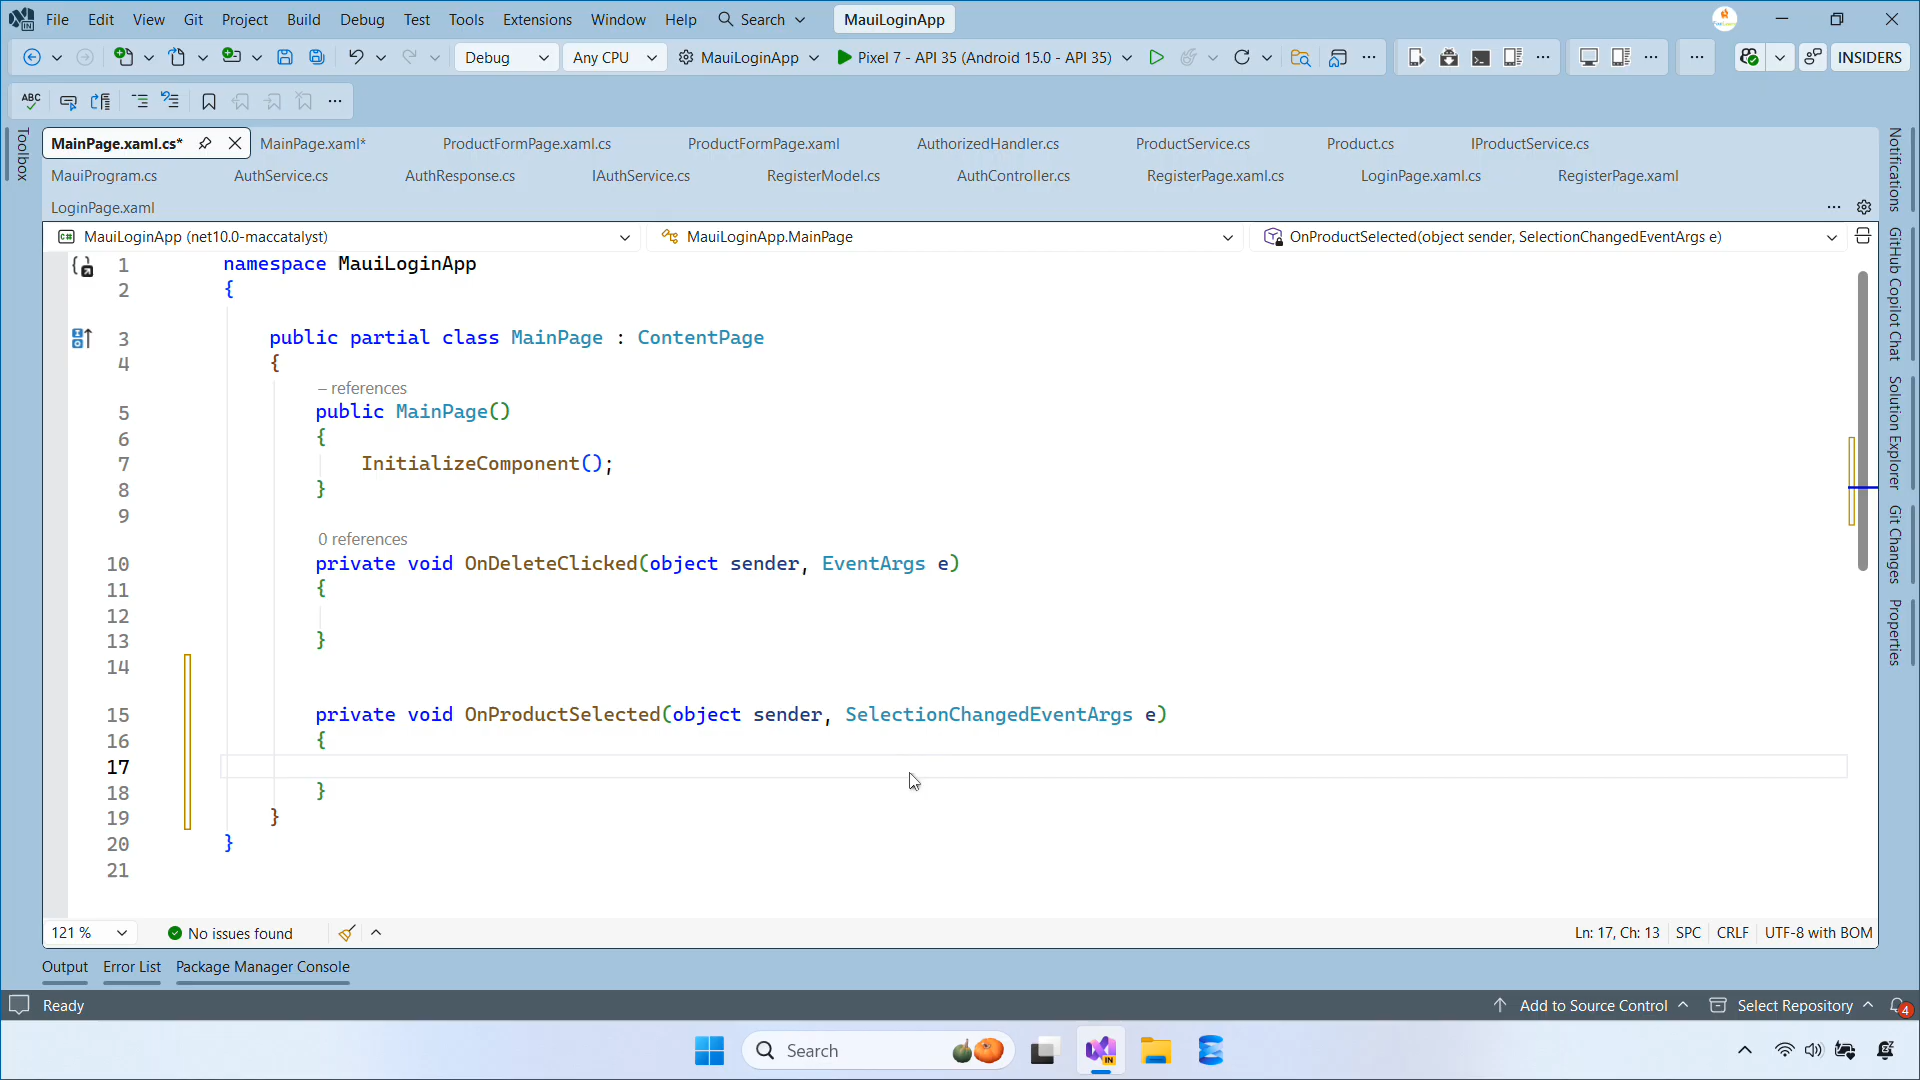 File Edit View Git Project Build Debug Test Tools Extensions Window Help Search MauiLoginApp
Debug Any CPU MauiLoginApp Pixel 7 - API 35 (Android 15.0 - API 35) INSIDERS
ABC
MainPage.xaml.cs* MainPage.xaml* ProductFormPage.xaml.cs ProductFormPage.xaml AuthorizedHandler.cs ProductService.cs Product.cs IProductService.cs
MauiProgram.cs AuthService.cs AuthResponse.cs IAuthService.cs RegisterModel.cs AuthController.cs RegisterPage.xaml.cs LoginPage.xaml.cs RegisterPage.xaml
LoginPage.xaml
Toolbox
MauiLoginApp (net10.0-maccatalyst) MauiLoginApp.MainPage OnProductSelected(object sender, SelectionChangedEventArgs e)
1 namespace MauiLoginApp
2 {
3 public partial class MainPage : ContentPage
4 {
– references
5 public MainPage()
6 {
7 InitializeComponent();
8 }
9
0 references
10 private void OnDeleteClicked(object sender, EventArgs e)
11 {
12
13 }
14
15 private void OnProductSelected(object sender, SelectionChangedEventArgs e)
16 {
17
18 }
19 }
20 }
21
Notifications
GitHub Copilot Chat
Solution Explorer
Git Changes
Properties
121 % No issues found Ln: 17, Ch: 13 SPC CRLF UTF-8 with BOM
Output Error List Package Manager Console
Ready Add to Source Control Select Repository 4
Search IN